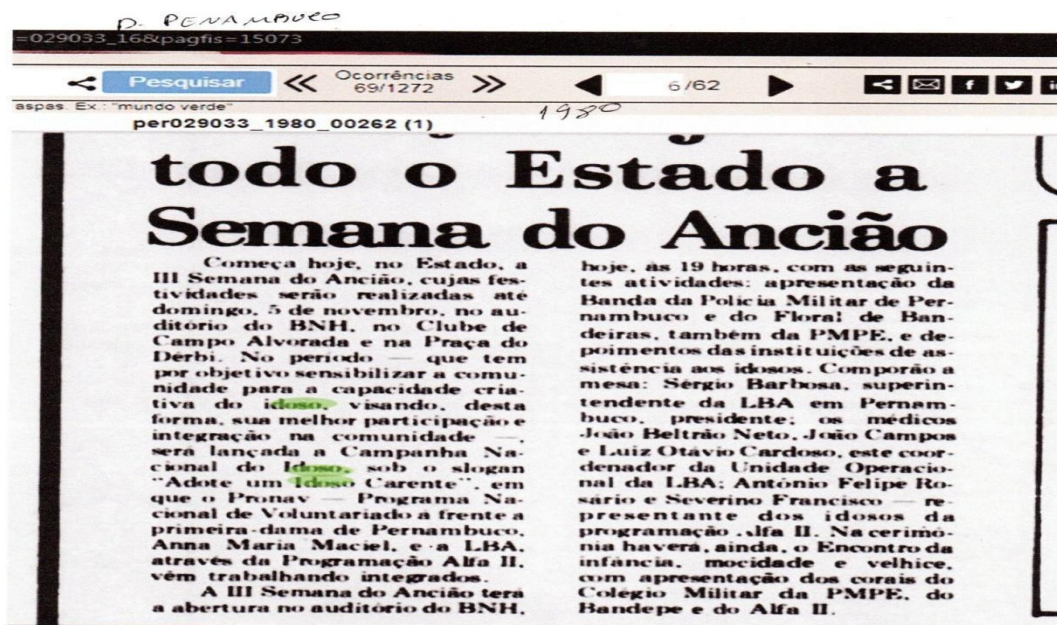 D. PENAMBUCO
=029033_16&pagfis=15073
Pesquisar
Ocorrências
69/1272
6/62
aspas. Ex.: "mundo verde"
1980
per029033_1980_00262 (1)
todo o Estado a
Semana do Ancião
Começa hoje, no Estado, a
III Semana do Ancião, cujas fes-
tividades serão realizadas até
domingo, 5 de novembro, no au-
ditório do BNH, no Clube de
Campo Alvorada e na Praça do
Dérbi. No período — que tem
por objetivo sensibilizar a comu-
nidade para a capacidade cria-
tiva do idoso, visando, desta
forma, sua melhor participação e
integração na comunidade —,
será lançada a Campanha Na-
cional do Idoso, sob o slogan
"Adote um Idoso Carente", em
que o Pronav — Programa Na-
cional de Voluntariado à frente a
primeira-dama de Pernambuco,
Anna Maria Maciel, e a LBA,
através da Programação Alfa II,
vêm trabalhando integrados.
A III Semana do Ancião terá
a abertura no auditório do BNH,
hoje, às 19 horas, com as seguin-
tes atividades: apresentação da
Banda da Polícia Militar de Per-
nambuco e do Floral de Ban-
deiras, também da PMPE, e de-
poimentos das instituições de as-
sistência aos idosos. Comporão a
mesa: Sérgio Barbosa, superin-
tendente da LBA em Pernam-
buco, presidente; os médicos
João Beltrão Neto, João Campos
e Luiz Otávio Cardoso, este coor-
denador da Unidade Operacio-
nal da LBA; Antônio Felipe Ro-
sário e Severino Francisco — re-
presentante dos idosos da
programação Alfa II. Na cerimô-
nia haverá, ainda, o Encontro da
infância, mocidade e velhice,
com apresentação dos corais do
Colégio Militar da PMPE, do
Bandepe e do Alfa II.